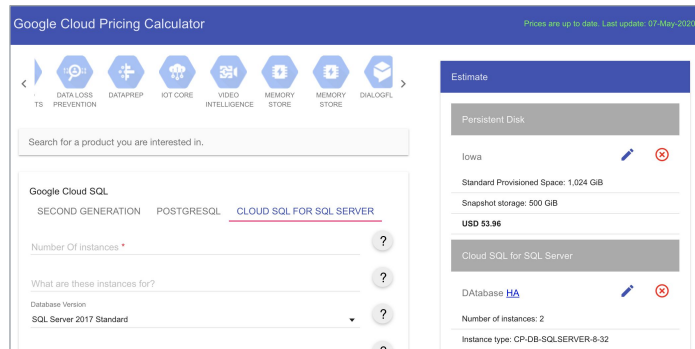 Google Cloud Pricing Calculator
Prices are up to date. Last update: 07-May-2020
TS
DATA LOSS
PREVENTION
DATAPREP
IOT CORE
VIDEO
INTELLIGENCE
MEMORY
STORE
MEMORY
STORE
DIALOGFL
Search for a product you are interested in.
Google Cloud SQL
SECOND GENERATION POSTGRESQL CLOUD SQL FOR SQL SERVER
Number Of instances *
?
What are these instances for?
?
Database Version
SQL Server 2017 Standard
?
Estimate
Persistent Disk
Iowa
Standard Provisioned Space: 1,024 GiB
Snapshot storage: 500 GiB
USD 53.96
Cloud SQL for SQL Server
DAtabase HA
Number of instances: 2
Instance type: CP-DB-SQLSERVER-8-32